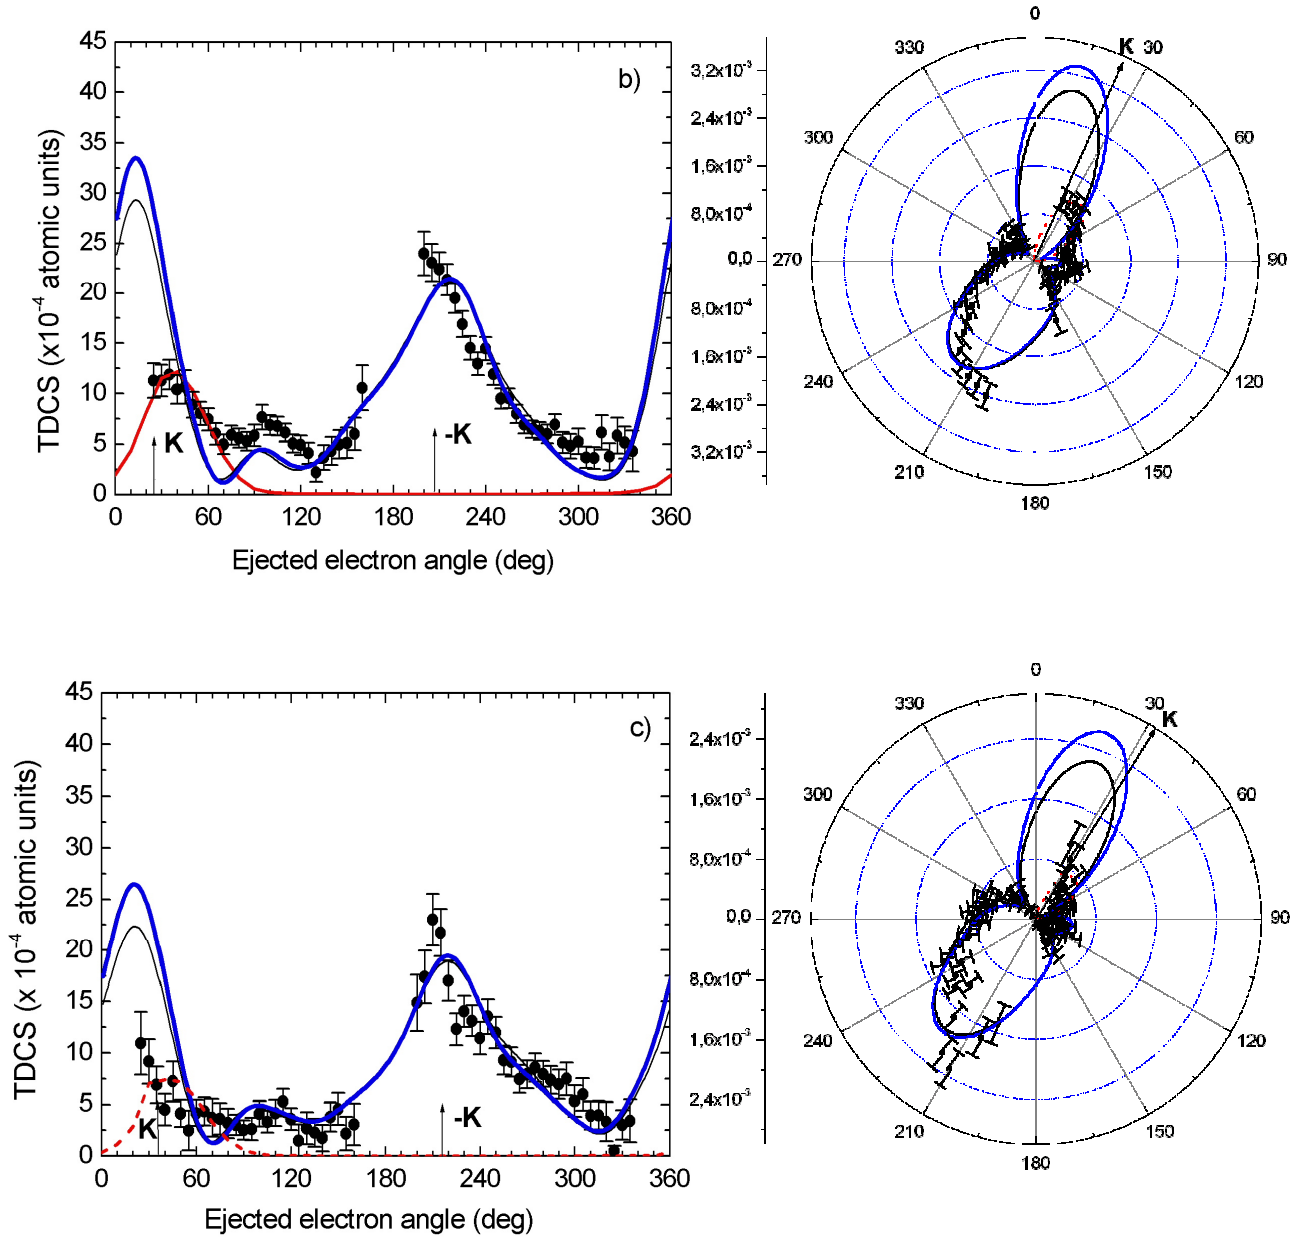 b)
45
40
35
30
25
20
15
10
5
0
TDCS (x10⁻⁴ atomic units)
K
-K
0 60 120 180 240 300 360
Ejected electron angle (deg)
3,2x10⁻³
2,4x10⁻³
1,6x10⁻³
8,0x10⁻⁴
0,0
8,0x10⁻⁴
1,6x10⁻³
2,4x10⁻³
3,2x10⁻³
0
330 K 30
300 60
270 90
240 120
210 150
180
c)
45
40
35
30
25
20
15
10
5
0
TDCS (x 10⁻⁴ atomic units)
K
-K
0 60 120 180 240 300 360
Ejected electron angle (deg)
2,4x10⁻³
1,6x10⁻³
8,0x10⁻⁴
0,0
8,0x10⁻⁴
1,6x10⁻³
2,4x10⁻³
0
330 30 K
300 60
270 90
240 120
210 150
180